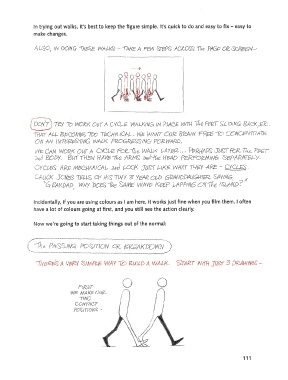 In trying out walks, it's best to keep the figure simple. It's quick to do and easy to fix – easy to
make changes.
ALSO, IN DOING THESE WALKS – TAKE A FEW STEPS ACROSS THE PAGE OR SCREEN –
DON'T TRY TO WORK OUT A CYCLE WALKING IN PLACE WITH THE FEET SLIDING BACK, ETC.
THAT ALL BECOMES TOO TECHNICAL. WE WANT OUR BRAIN FREE TO CONCENTRATE
ON AN INTERESTING WALK PROGRESSING FORWARD.
WE CAN WORK OUT A CYCLE FOR THE WALK LATER... PERHAPS JUST FOR THE FEET
AND BODY. BUT THEN HAVE THE ARMS AND THE HEAD PERFORMING SEPARATELY.
CYCLES ARE MECHANICAL AND LOOK JUST LIKE WHAT THEY ARE – CYCLES.
CHUCK JONES TELLS OF HIS TINY 3 YEAR OLD GRANDDAUGHTER SAYING,
"GRANDAD, WHY DOES THE SAME WAVE KEEP LAPPING ON THE ISLAND?"
Incidentally, if you are using colours as I am here, it works just fine when you film them. I often
have a lot of colours going at first, and you still see the action clearly.
Now we're going to start taking things out of the normal:
THE PASSING POSITION OR BREAKDOWN
THERE'S A VERY SIMPLE WAY TO BUILD A WALK. START WITH JUST 3 DRAWINGS –
FIRST
WE MAKE OUR
TWO
CONTACT
POSITIONS –
111